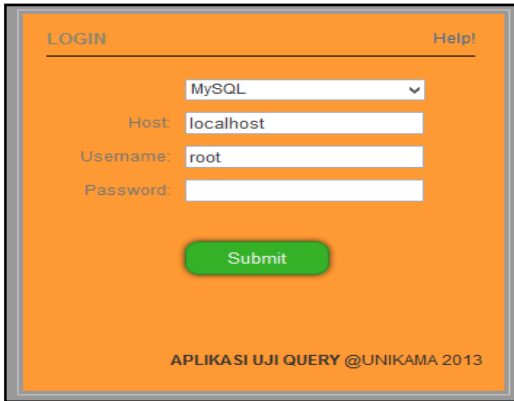 LOGIN Help!
MySQL
Host: localhost
Username: root
Password:
Submit
APLIKASI UJI QUERY @UNIKAMA 2013